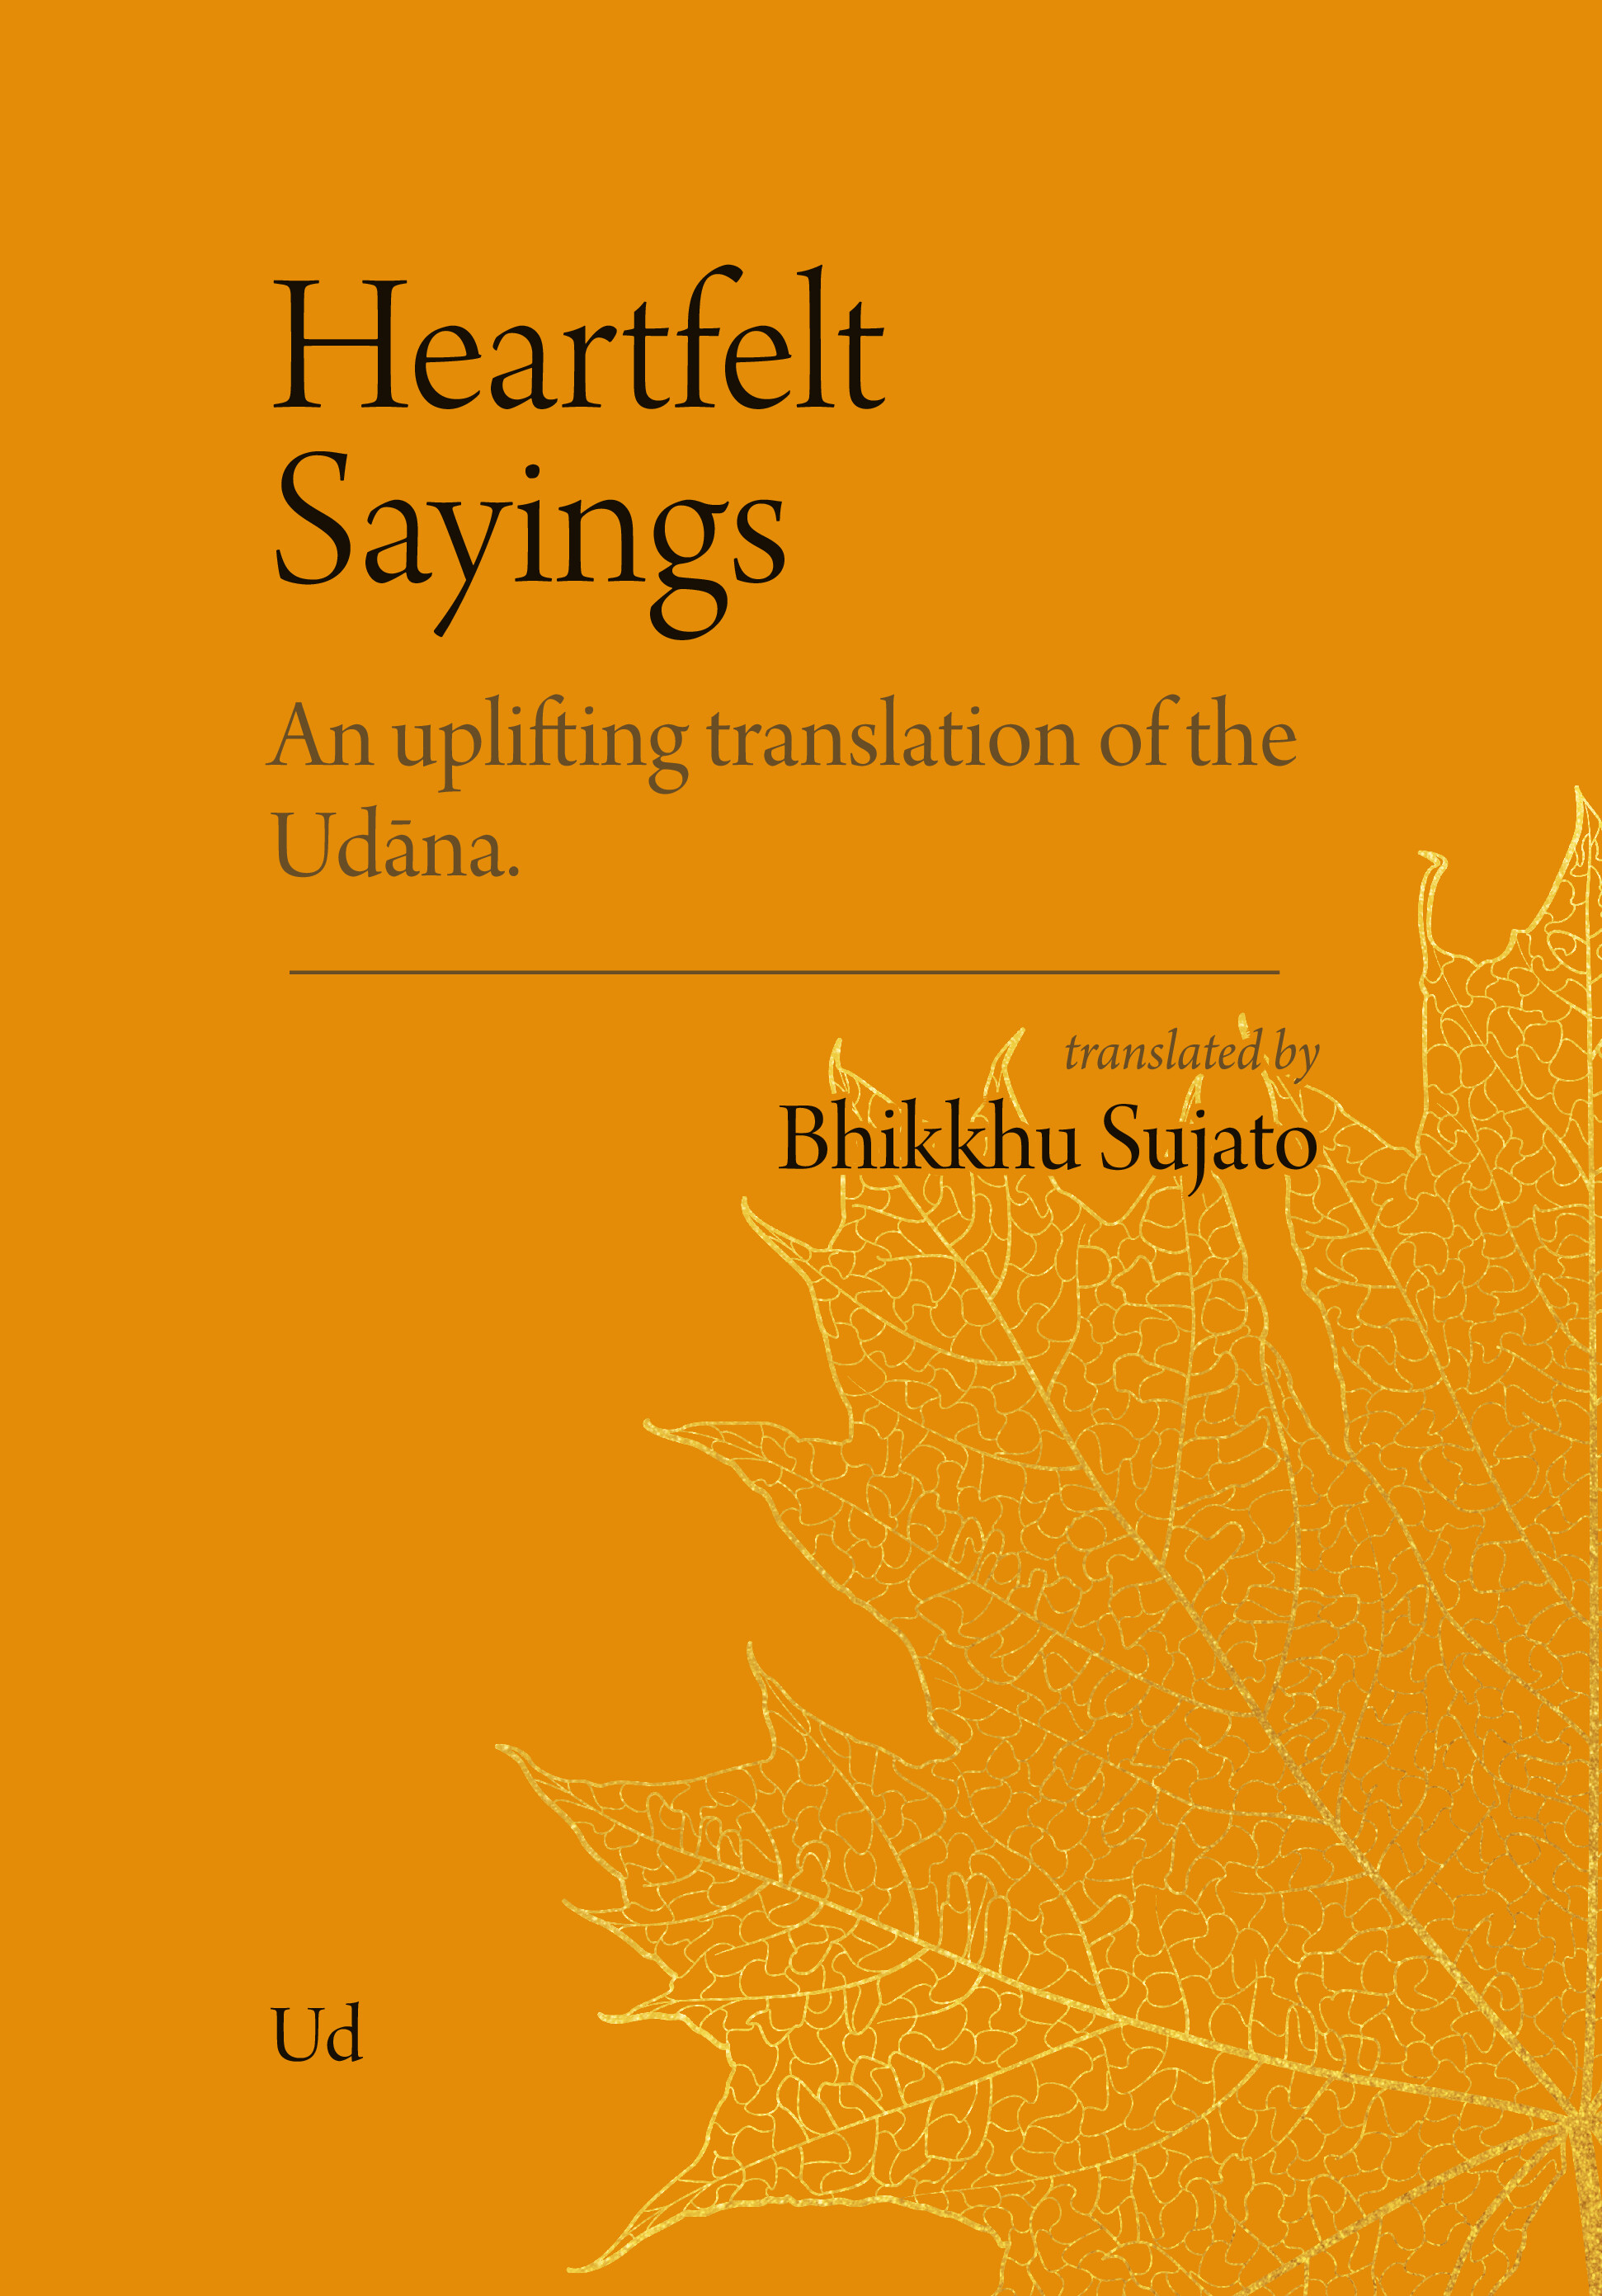 Heartfelt
Sayings
An uplifting translation of the
Udāna.
translated by
Bhikkhu Sujato
Ud